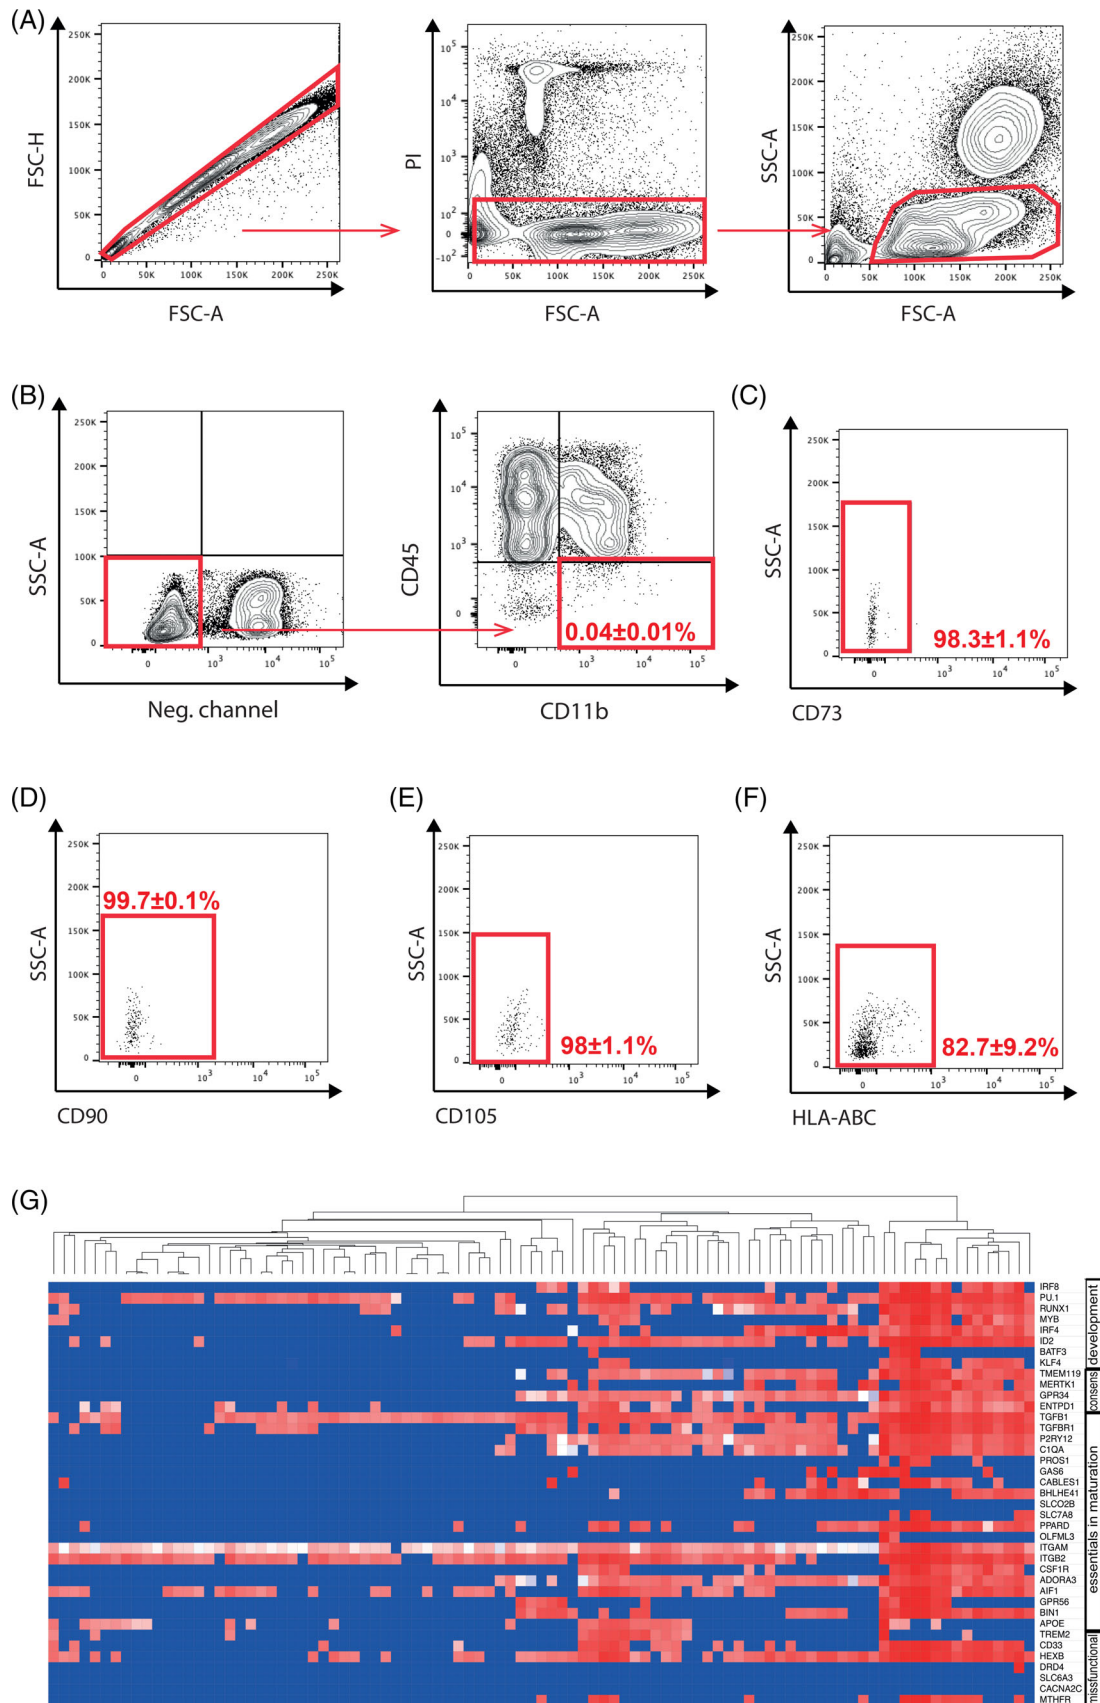 (A)
FSC-H
250K
200K
150K
100K
50K
0
0 50K 100K 150K 200K 250K
FSC-A
PI
10^5
10^4
10^3
10^2
0
-10^2
0 50K 100K 150K 200K 250K
FSC-A
SSC-A
250K
200K
150K
100K
50K
0
0 50K 100K 150K 200K 250K
FSC-A
(B)
SSC-A
250K
200K
150K
100K
50K
0
0 10^3 10^4 10^5
Neg. channel
CD45
10^5
10^4
10^3
0
0.04±0.01%
0 10^3 10^4 10^5
CD11b
(C)
SSC-A
250K
200K
150K
100K
50K
0
98.3±1.1%
0 10^3 10^4 10^5
CD73
(D)
SSC-A
250K
200K
150K
100K
50K
0
99.7±0.1%
0 10^3 10^4 10^5
CD90
(E)
SSC-A
250K
200K
150K
100K
50K
0
98±1.1%
0 10^3 10^4 10^5
CD105
(F)
SSC-A
250K
200K
150K
100K
50K
0
82.7±9.2%
0 10^3 10^4 10^5
HLA-ABC
(G)
IRF8
PU.1
RUNX1
MYB
IRF4
ID2
BATF3
KLF4
TMEM119
MERTK1
GPR34
ENTPD1
TGFB1
TGFBR1
P2RY12
C1QA
PROS1
GAS6
CABLES1
BHLHE41
SLCO2B
SLC7A8
PPARD
OLFML3
ITGAM
ITGB2
CSF1R
ADORA3
AIF1
GPR56
BIN1
APOE
TREM2
CD33
HEXB
DRD4
SLC6A3
CACNA2C
MTHFR
development
consens
essentials in maturation
missfunctional